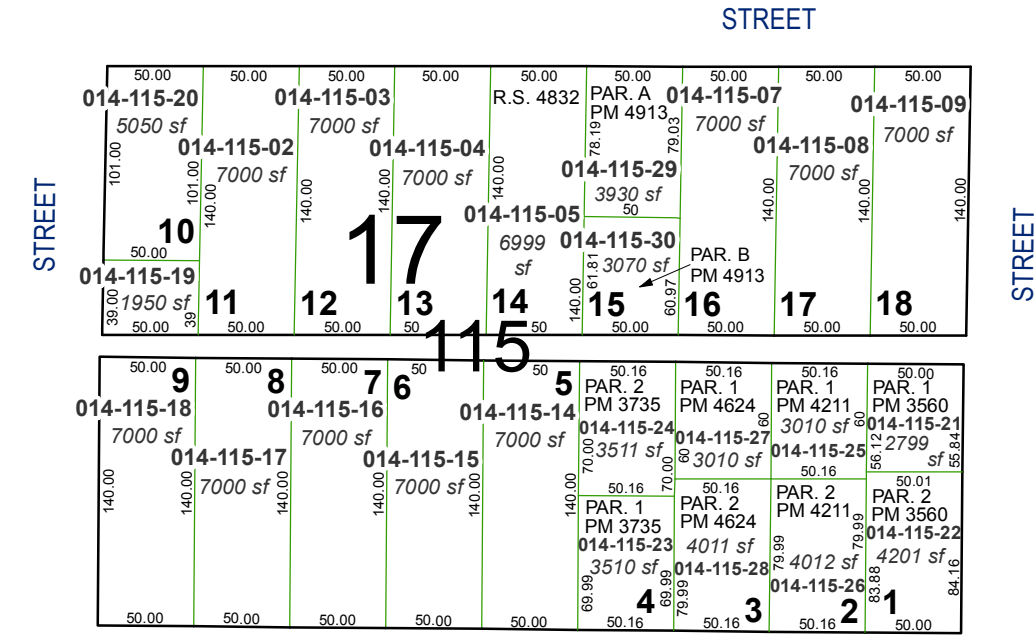 STREET
STREET
STREET
50.00 50.00 50.00 50.00 50.00 50.00 50.00 50.00 50.00
014-115-20
5050 sf
101.00
101.00
10
50.00
014-115-19
1950 sf
39.00
39
50.00
014-115-02
7000 sf
140.00
11
50.00
014-115-03
7000 sf
140.00
12
50.00
014-115-04
7000 sf
140.00
13
50
17
R.S. 4832
140.00
014-115-05
6999
sf
14
140.00
50
PAR. A
PM 4913
78.19
79.03
014-115-29
3930 sf
50
014-115-30
3070 sf
61.81
60.97
15
50.00
PAR. B
PM 4913
014-115-07
7000 sf
140.00
16
50.00
014-115-08
7000 sf
140.00
17
50.00
014-115-09
7000 sf
140.00
18
50.00
115
50.00
9
014-115-18
7000 sf
140.00
50.00
50.00
8
014-115-17
7000 sf
140.00
50.00
50.00
7
014-115-16
7000 sf
140.00
50.00
50
6
014-115-15
7000 sf
140.00
50.00
50
5
014-115-14
7000 sf
140.00
50.00
50.16
PAR. 2
PM 3735
014-115-24
3511 sf
70.00
70.00
50.16
PAR. 1
PM 3735
014-115-23
3510 sf
69.99
69.99
4
50.16
50.16
PAR. 1
PM 4624
60
014-115-27
3010 sf
60
50.16
PAR. 2
PM 4624
4011 sf
014-115-28
79.99
3
50.16
50.16
PAR. 1
PM 4211
3010 sf
60
014-115-25
50.16
PAR. 2
PM 4211
79.99
79.99
4012 sf
014-115-26
2
50.16
50.00
PAR. 1
PM 3560
014-115-21
2799
sf
56.12
55.84
50.01
PAR. 2
PM 3560
014-115-22
4201 sf
83.88
84.16
1
50.00